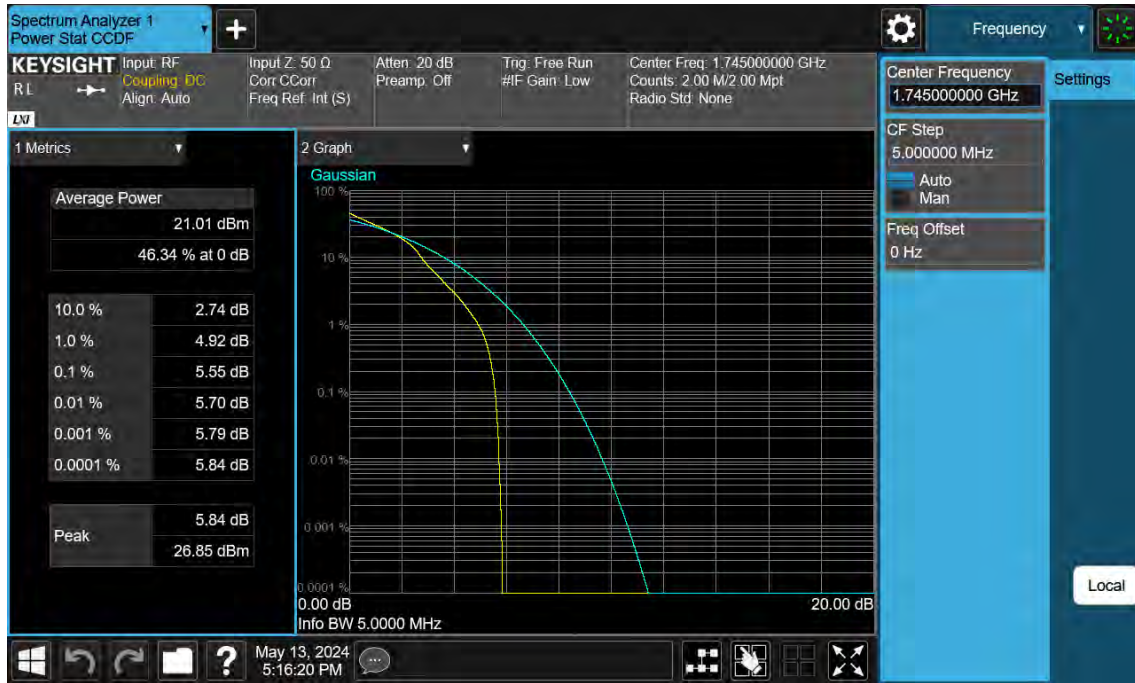 Spectrum Analyzer 1
Power Stat CCDF
+
Frequency
KEYSIGHT
R L
LXI
Input: RF
Coupling: DC
Align: Auto
Input Z: 50 Ω
Corr CCorr
Freq Ref: Int (S)
Atten: 20 dB
Preamp: Off
Trig: Free Run
#IF Gain: Low
Center Freq: 1.745000000 GHz
Counts: 2.00 M/2.00 Mpt
Radio Std: None
Center Frequency
1.745000000 GHz
Settings
CF Step
5.000000 MHz
Auto
Man
Freq Offset
0 Hz
Local
1 Metrics
Average Power
21.01 dBm
46.34 % at 0 dB
10.0 % 2.74 dB
1.0 % 4.92 dB
0.1 % 5.55 dB
0.01 % 5.70 dB
0.001 % 5.79 dB
0.0001 % 5.84 dB
Peak
5.84 dB
26.85 dBm
2 Graph
Gaussian
100 %
10 %
1 %
0.1 %
0.01 %
0.001 %
0.0001 %
0.00 dB 20.00 dB
Info BW 5.0000 MHz
?
May 13, 2024
5:16:20 PM